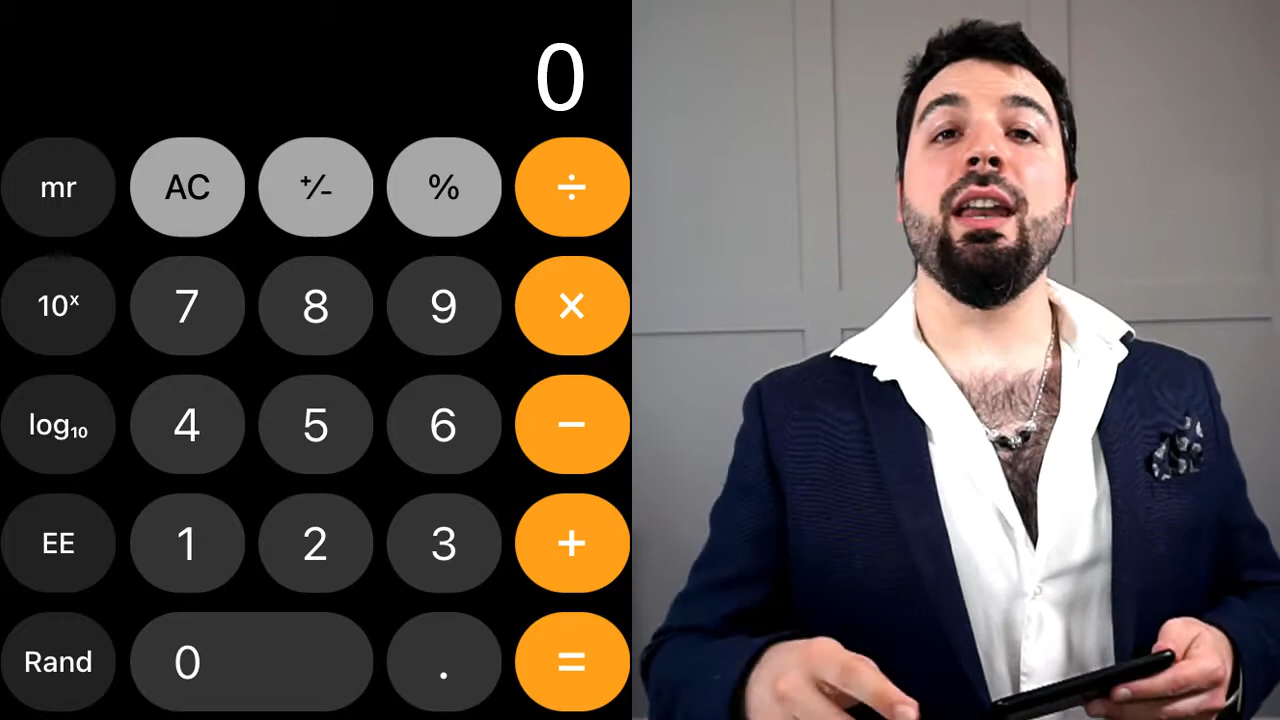 0
mr AC ⁺∕₋ % ÷
10ˣ 7 8 9 ×
log₁₀ 4 5 6 −
EE 1 2 3 +
Rand 0 . =